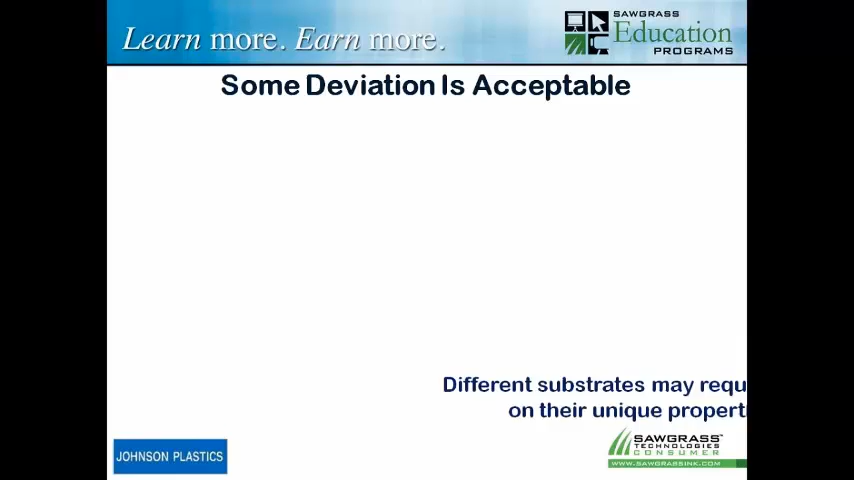 Learn more. Earn more.
SAWGRASS
Education
PROGRAMS
Some Deviation Is Acceptable
Different substrates may requ
on their unique propert
JOHNSON PLASTICS
SAWGRASS™
TECHNOLOGIES
CONSUMER
WWW.SAWGRASSINK.COM